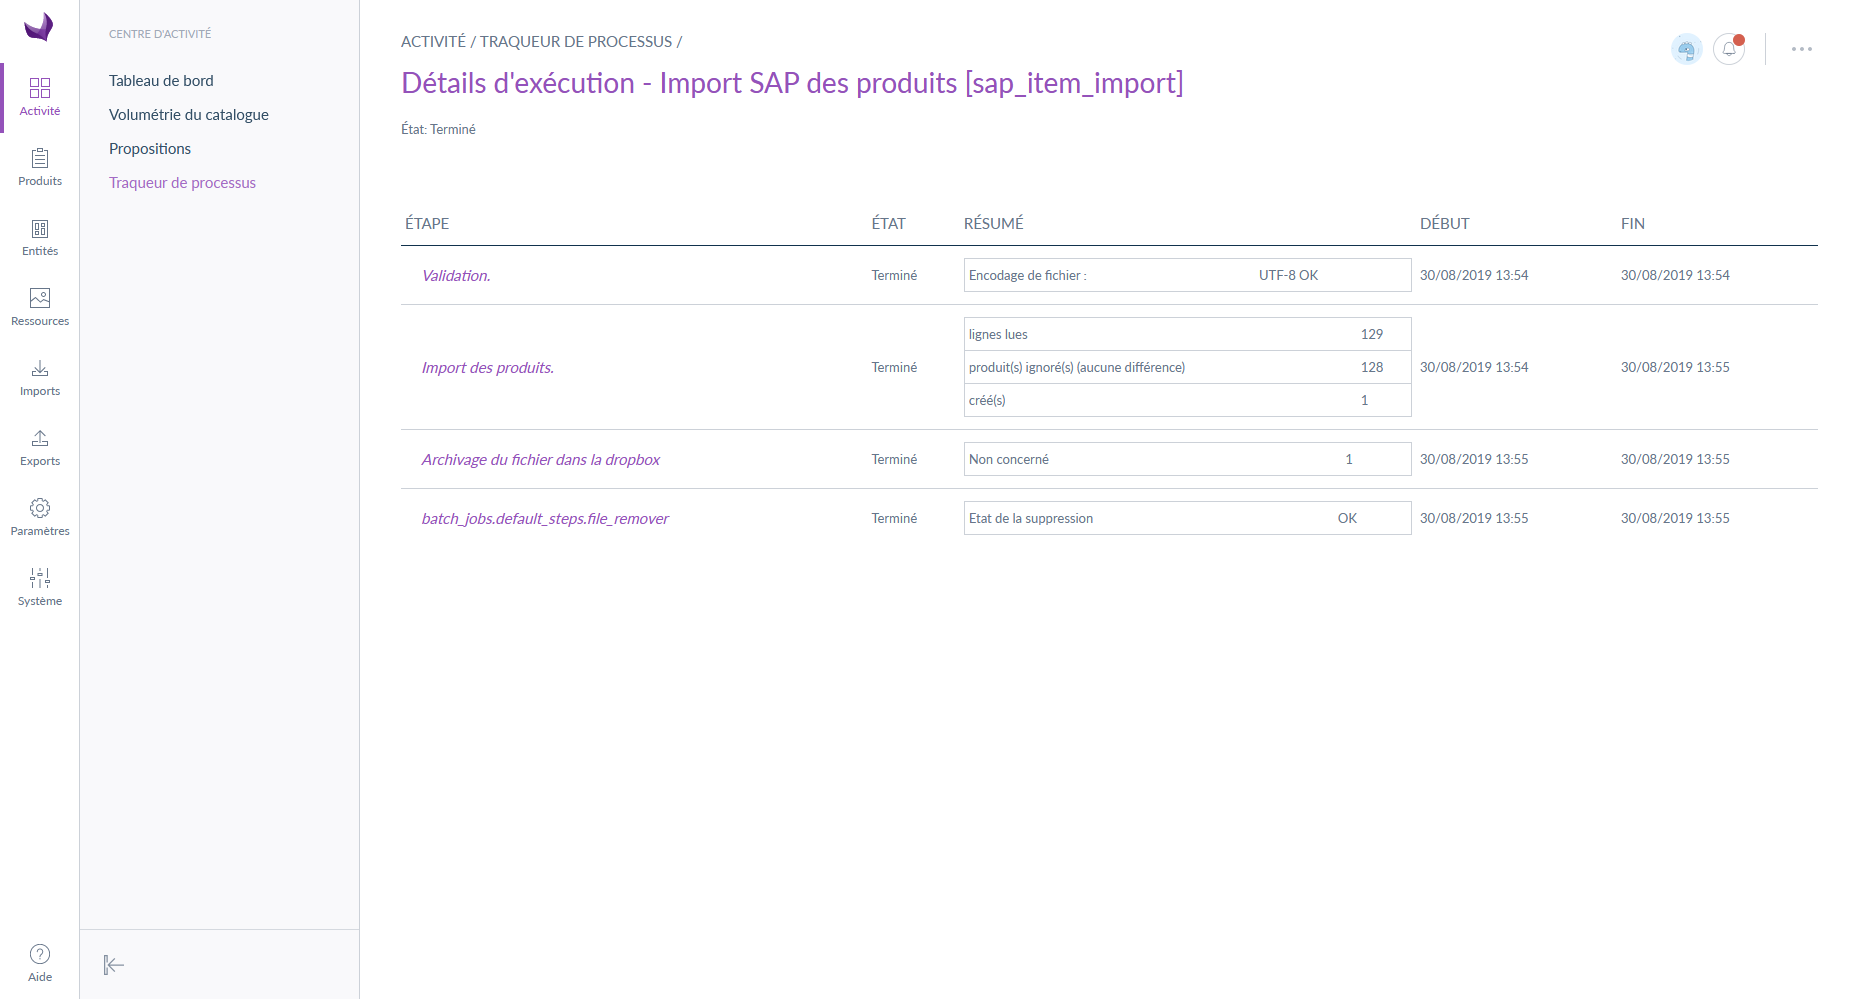 Activité
Produits
Entités
Ressources
Imports
Exports
Paramètres
Système
Aide
CENTRE D'ACTIVITÉ
Tableau de bord
Volumétrie du catalogue
Propositions
Traqueur de processus
ACTIVITÉ / TRAQUEUR DE PROCESSUS /
Détails d'exécution - Import SAP des produits [sap_item_import]
État: Terminé
ÉTAPE ÉTAT RÉSUMÉ DÉBUT FIN
Validation. Terminé Encodage de fichier : UTF-8 OK 30/08/2019 13:54 30/08/2019 13:54
lignes lues 129
Import des produits. Terminé produit(s) ignoré(s) (aucune différence) 128 30/08/2019 13:54 30/08/2019 13:55
créé(s) 1
Archivage du fichier dans la dropbox Terminé Non concerné 1 30/08/2019 13:55 30/08/2019 13:55
batch_jobs.default_steps.file_remover Terminé Etat de la suppression OK 30/08/2019 13:55 30/08/2019 13:55